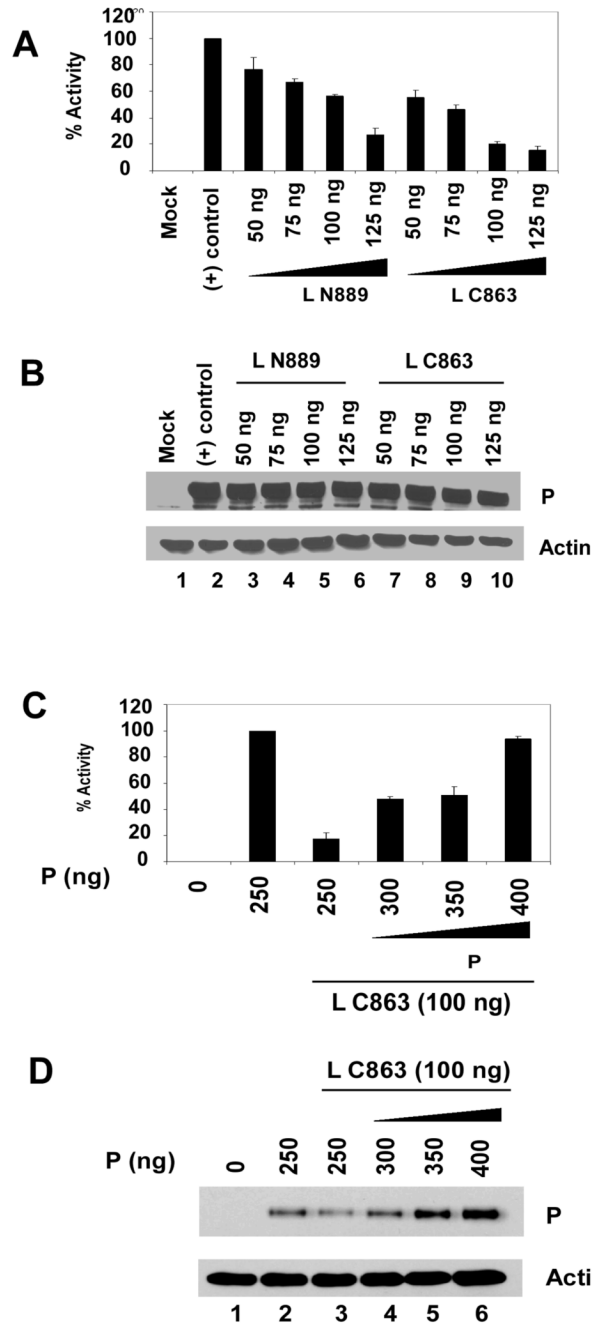 A
% Activity
120
120
100
80
60
40
20
0
Mock
(+) control
50 ng
75 ng
100 ng
125 ng
50 ng
75 ng
100 ng
125 ng
L N889
L C863
B
L N889
L C863
Mock
(+) control
50 ng
75 ng
100 ng
125 ng
50 ng
75 ng
100 ng
125 ng
P
Actin
1 2 3 4 5 6 7 8 9 10
C
% Activity
120
100
80
60
40
20
0
P (ng)
0
250
250
300
350
400
P
L C863 (100 ng)
D
L C863 (100 ng)
P (ng)
0
250
250
300
350
400
P
Acti
1 2 3 4 5 6